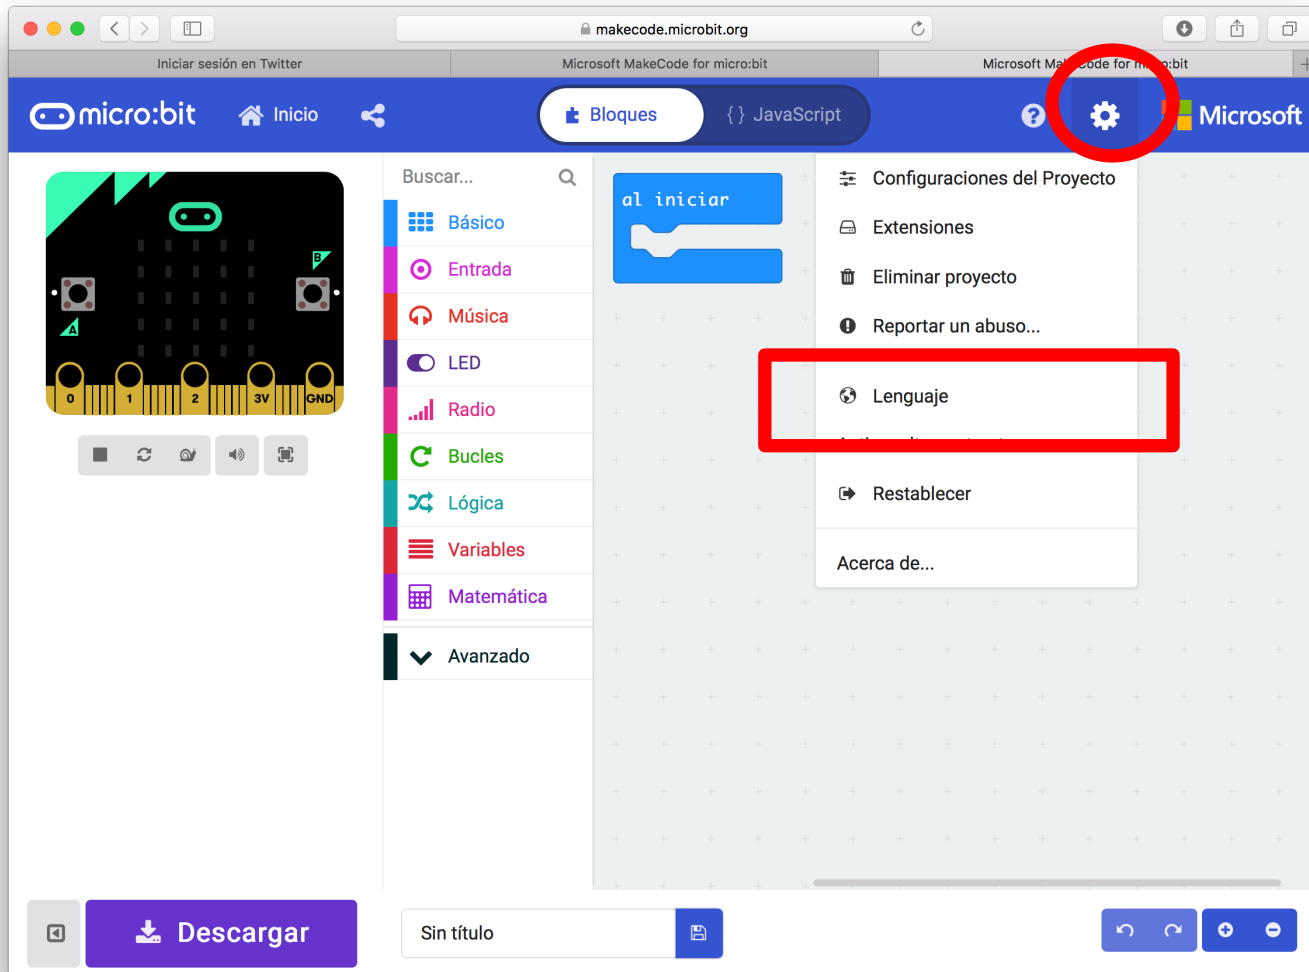 makecode.microbit.org
Iniciar sesión en Twitter
Microsoft MakeCode for micro:bit
micro:bit
Inicio
Bloques
{ } JavaScript
?
Microsoft
Buscar...
Básico
Entrada
Música
LED
Radio
Bucles
Lógica
Variables
Matemática
Avanzado
al iniciar
Configuraciones del Proyecto
Extensiones
Eliminar proyecto
Reportar un abuso...
Lenguaje
Restablecer
Acerca de...
B
A
0 1 2 3V GND
Descargar
Sin título